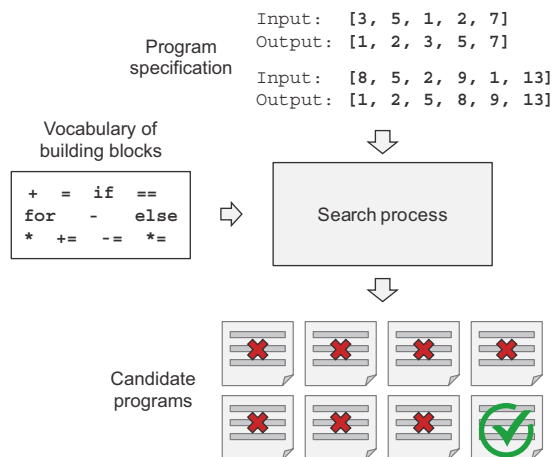 Input: [3, 5, 1, 2, 7]
Output: [1, 2, 3, 5, 7]
Program
specification
Input: [8, 5, 2, 9, 1, 13]
Output: [1, 2, 5, 8, 9, 13]
Vocabulary of
building blocks
+ = if ==
for - else
* += -= *=
Search process
Candidate
programs